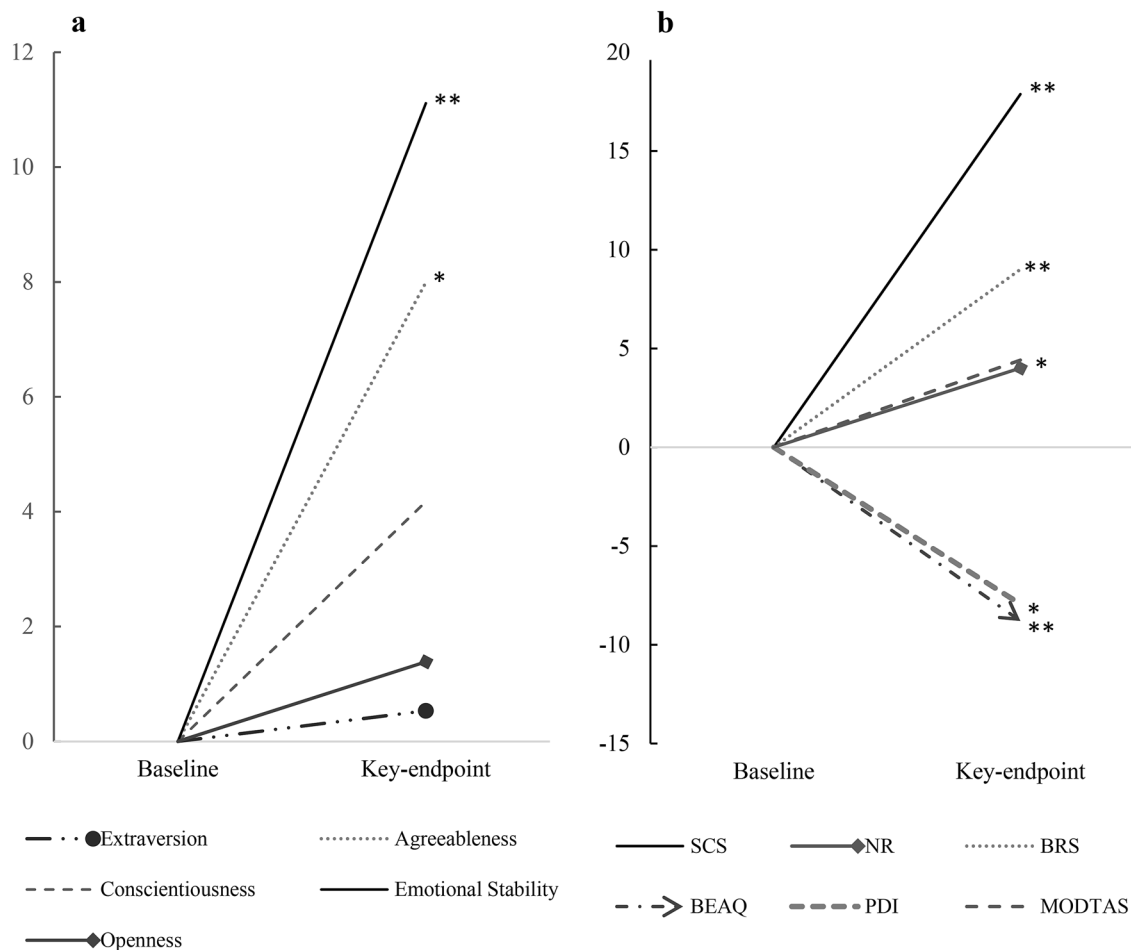 a
12
**
10
8
*
6
4
2
0
Baseline Key-endpoint
Extraversion Agreeableness
Conscientiousness Emotional Stability
Openness
b
20
**
15
10
**
5
*
0
-5
*
**
-10
-15
Baseline Key-endpoint
SCS NR BRS
BEAQ PDI MODTAS